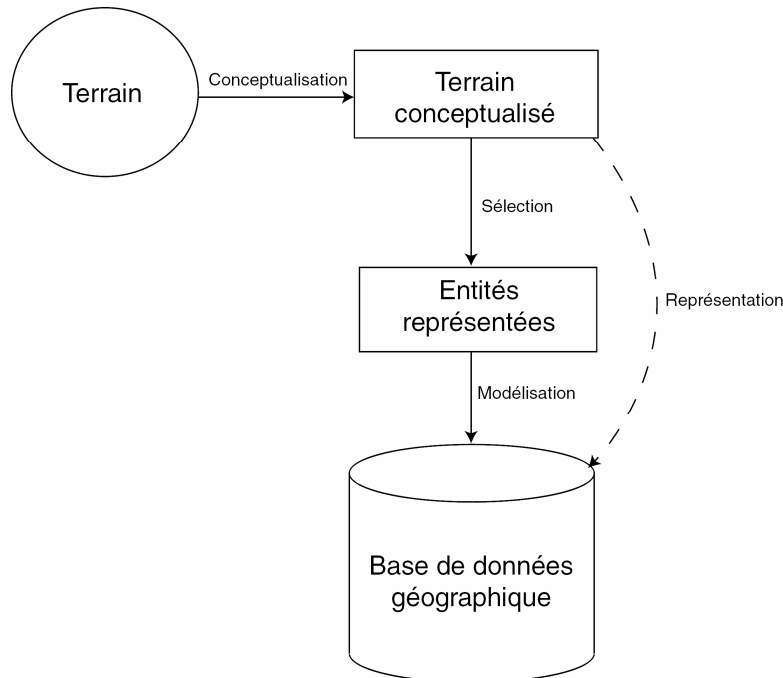 Terrain
Conceptualisation
Terrain
conceptualisé
Sélection
Entités
représentées
Représentation
Modélisation
Base de données
géographique